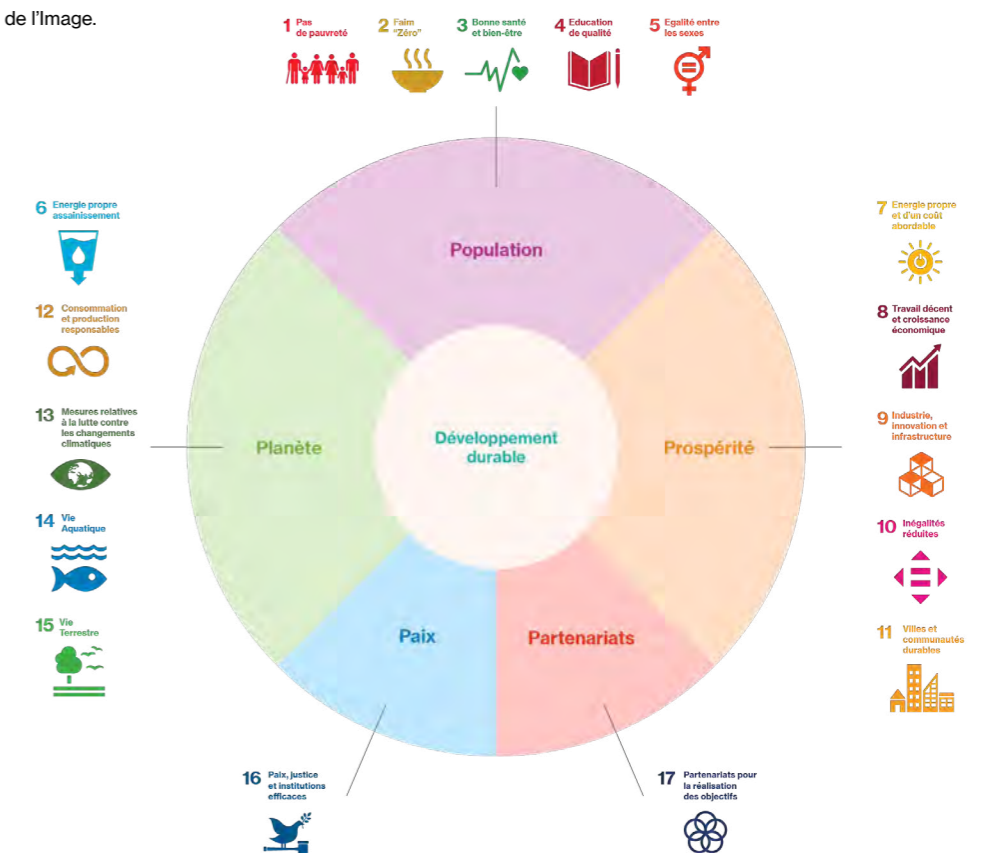 de l’Image.
1 Pas
de pauvreté
2 Faim
"Zéro"
3 Bonne santé
et bien-être
4 Education
de qualité
5 Egalité entre
les sexes
6 Energie propre
assainissement
12 Consommation
et production
responsables
13 Mesures relatives
à la lutte contre
les changements
climatiques
14 Vie
Aquatique
15 Vie
Terrestre
Population
Planète
Développement
durable
Prospérité
Paix
Partenariats
7 Energie propre
et d'un coût
abordable
8 Travail décent
et croissance
économique
9 Industrie,
innovation et
infrastructure
10 Inégalités
réduites
11 Villes et
communautés
durables
16 Paix, justice
et institutions
efficaces
17 Partenariats pour
la réalisation
des objectifs